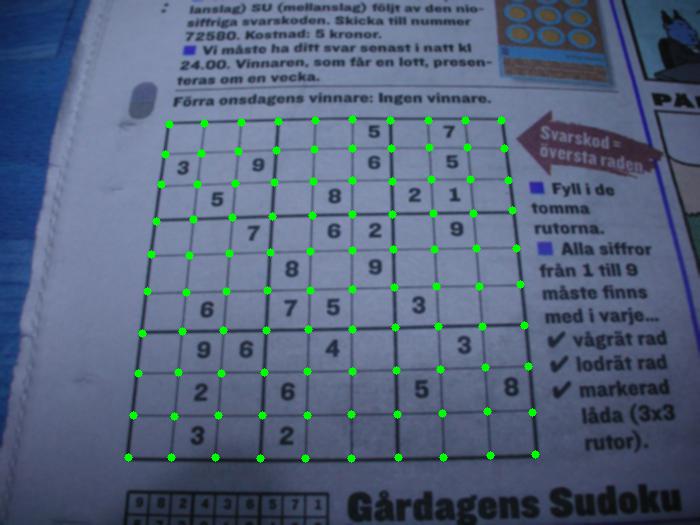 lanslag) SU (mellanslag) följt av den nio-
siffriga svarskoden. Skicka till nummer
72580. Kostnad: 5 kronor.
Vi måste ha ditt svar senast i natt kl
24.00. Vinnaren, som får en lott, presen-
teras om en vecka.
Förra onsdagens vinnare: Ingen vinnare.
5 7
3 9 6 5
5 8 2 1
7 6 2 9
8 9
6 7 5 3
9 6 4 3
2 6 5 8
3 2
Svarskod =
översta raden.
Fyll i de
tomma
rutorna.
Alla siffror
från 1 till 9
måste finns
med i varje...
✔ vågrät rad
✔ lodrät rad
✔ markerad
låda (3x3
rutor).
9 8 2 4 3 6 5 7 1
Gårdagens Sudoku